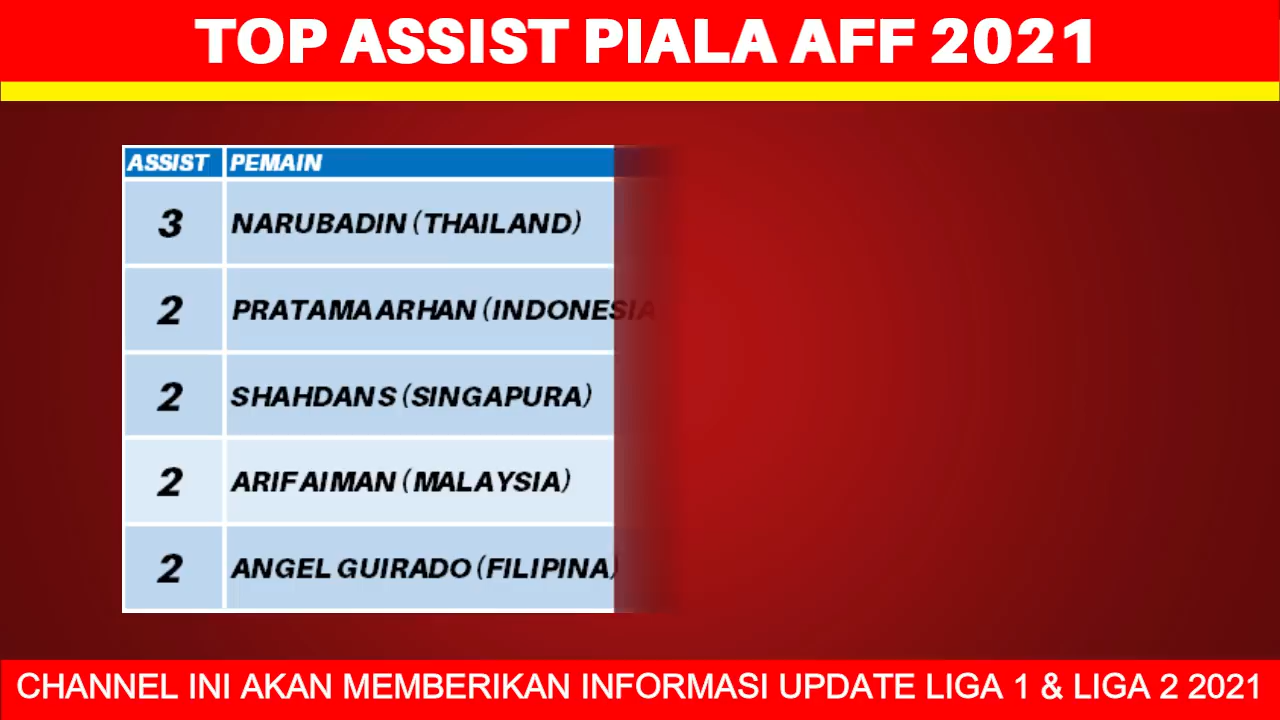 TOP ASSIST PIALA AFF 2021
ASSIST PEMAIN
3 NARUBADIN (THAILAND)
2 PRATAMA ARHAN (INDONESIA
2 SHAHDAN S (SINGAPURA)
2 ARIF AIMAN (MALAYSIA)
2 ANGEL GUIRADO (FILIPINA)
CHANNEL INI AKAN MEMBERIKAN INFORMASI UPDATE LIGA 1 & LIGA 2 2021